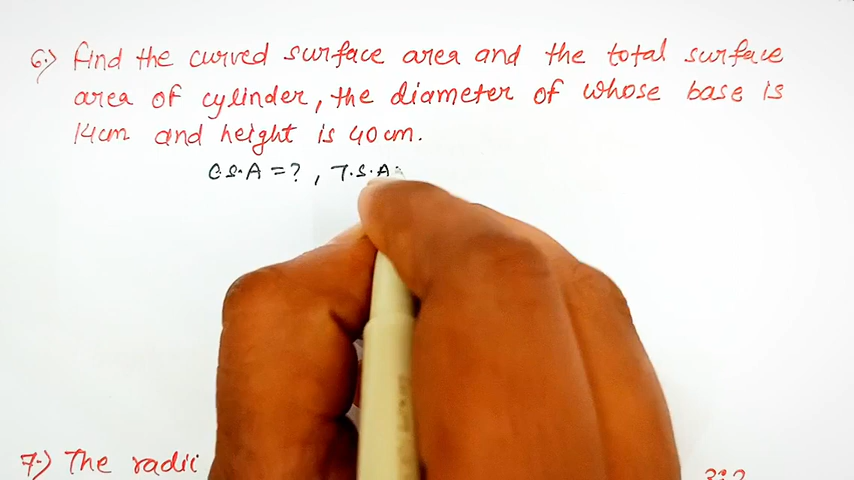 6.) Find the curved surface area and the total surface
area of cylinder, the diameter of whose base is
14cm and height is 40cm.
C.S.A = ? , T.S.A
7.) The radii